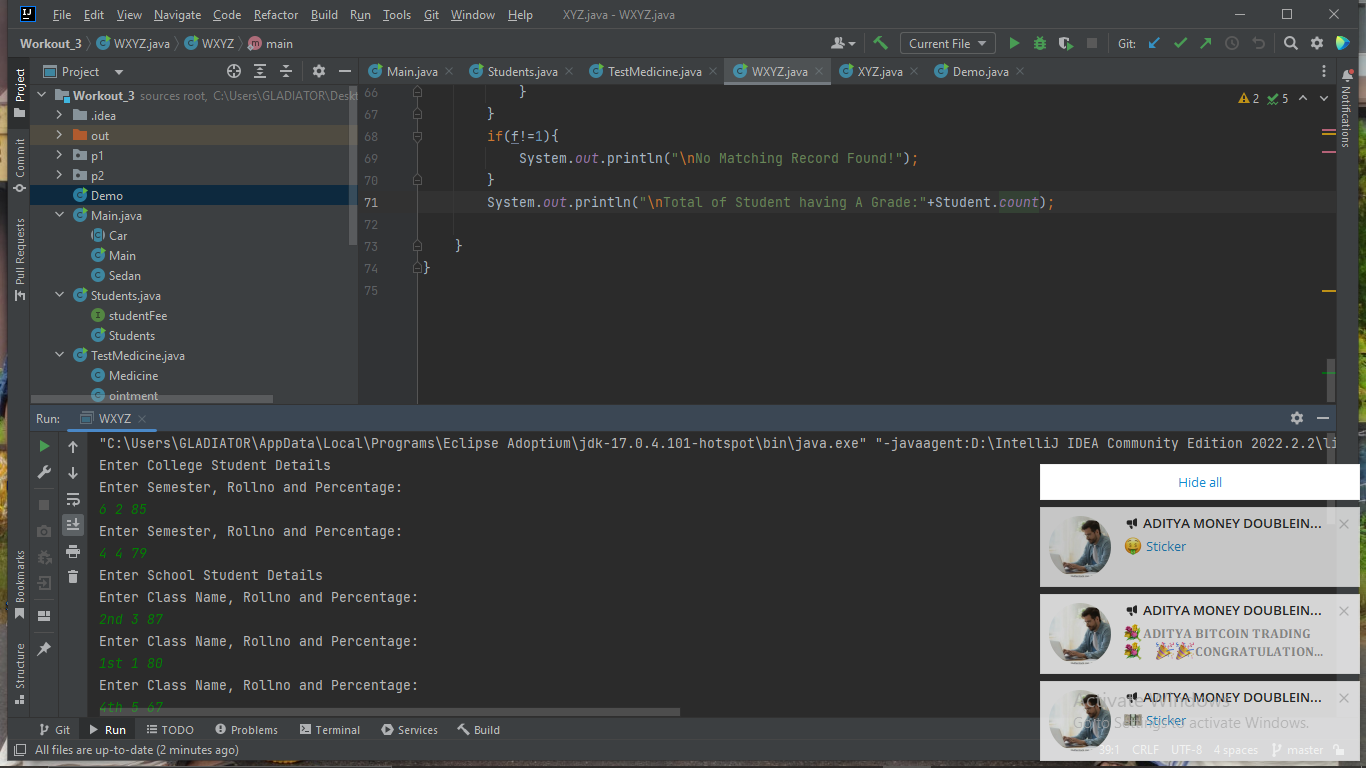 File Edit View Navigate Code Refactor Build Run Tools Git Window Help XYZ.java - WXYZ.java
Workout_3 WXYZ.java WXYZ main Current File Git:
Project
Main.java Students.java TestMedicine.java WXYZ.java XYZ.java Demo.java
Workout_3 sources root, C:\Users\GLADIATOR\Deskt
.idea
out
p1
p2
Demo
Main.java
Car
Main
Sedan
Students.java
studentFee
Students
TestMedicine.java
Medicine
ointment
Project
Commit
Pull Requests
Bookmarks
Structure
Notifications
2 5
66 }
67 }
68 if(f!=1){
69 System.out.println("\nNo Matching Record Found!");
70 }
71 System.out.println("\nTotal of Student having A Grade:"+Student.count);
72
73 }
74 }
75
Run: WXYZ
"C:\Users\GLADIATOR\AppData\Local\Programs\Eclipse Adoptium\jdk-17.0.4.101-hotspot\bin\java.exe" "-javaagent:D:\IntelliJ IDEA Community Edition 2022.2.2\li
Enter College Student Details
Enter Semester, Rollno and Percentage:
6 2 85
Enter Semester, Rollno and Percentage:
4 4 79
Enter School Student Details
Enter Class Name, Rollno and Percentage:
2nd 3 87
Enter Class Name, Rollno and Percentage:
1st 1 80
Enter Class Name, Rollno and Percentage:
4th 5 67
Hide all
ADITYA MONEY DOUBLEIN...
Sticker
ADITYA MONEY DOUBLEIN...
ADITYA BITCOIN TRADING
CONGRATULATION...
ADITYA MONEY DOUBLEIN...
Sticker
Activate Windows
Go to Settings to activate Windows.
Git Run TODO Problems Terminal Services Build
All files are up-to-date (2 minutes ago)
39:1 CRLF UTF-8 4 spaces master